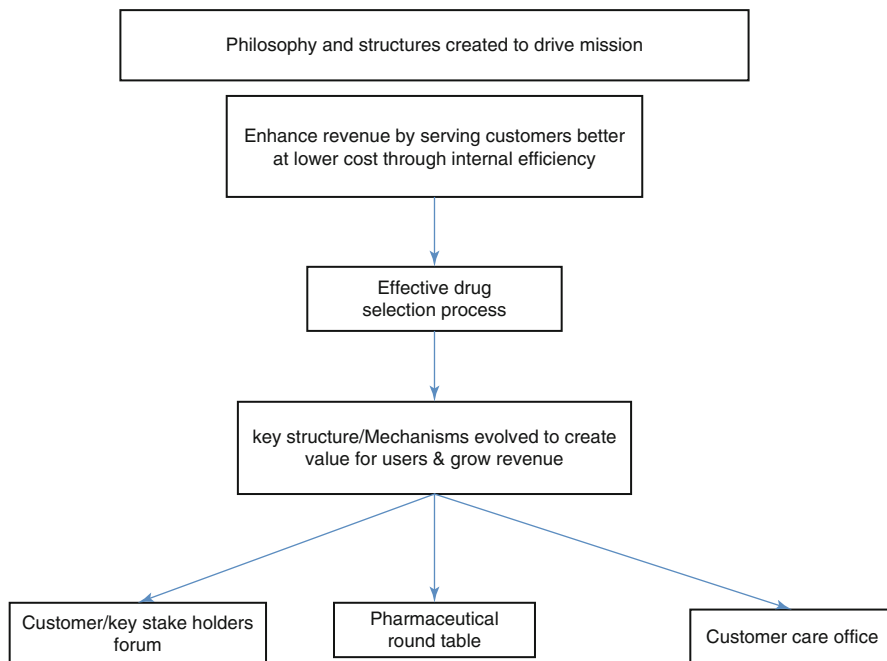 Philosophy and structures created to drive mission
Enhance revenue by serving customers better
at lower cost through internal efficiency
Effective drug
selection process
key structure/Mechanisms evolved to create
value for users & grow revenue
Customer/key stake holders
forum
Pharmaceutical
round table
Customer care office